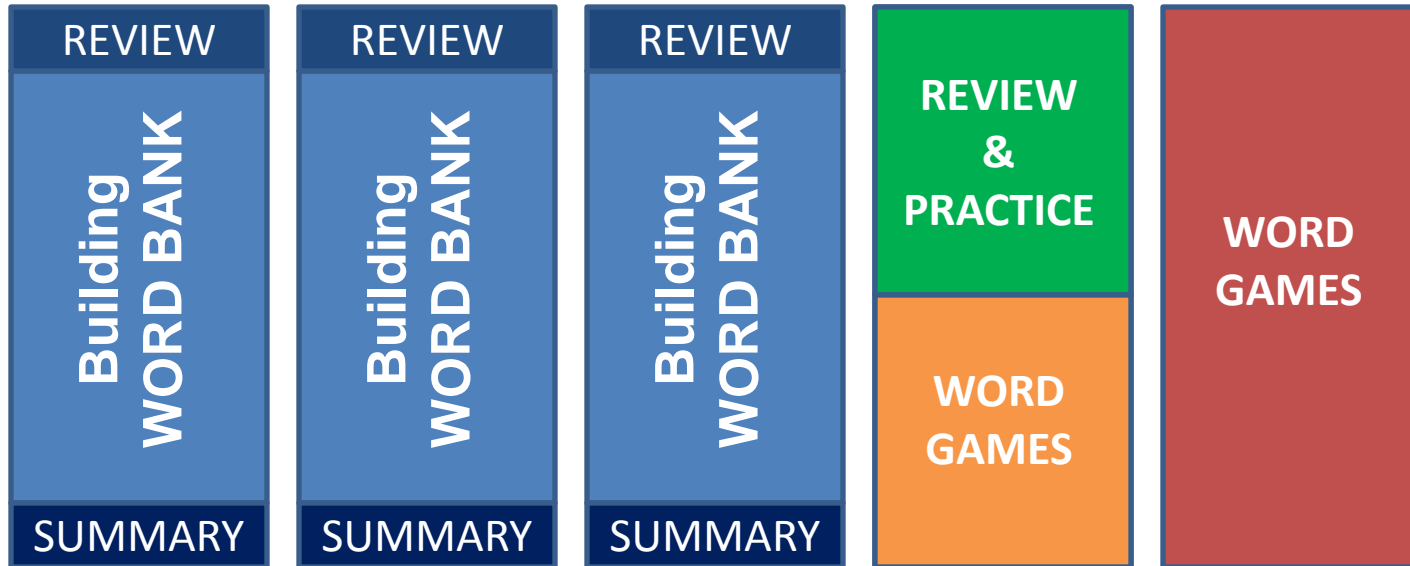 REVIEW
Building
WORD BANK
SUMMARY
REVIEW
Building
WORD BANK
SUMMARY
REVIEW
Building
WORD BANK
SUMMARY
REVIEW
&
PRACTICE
WORD
GAMES
WORD
GAMES